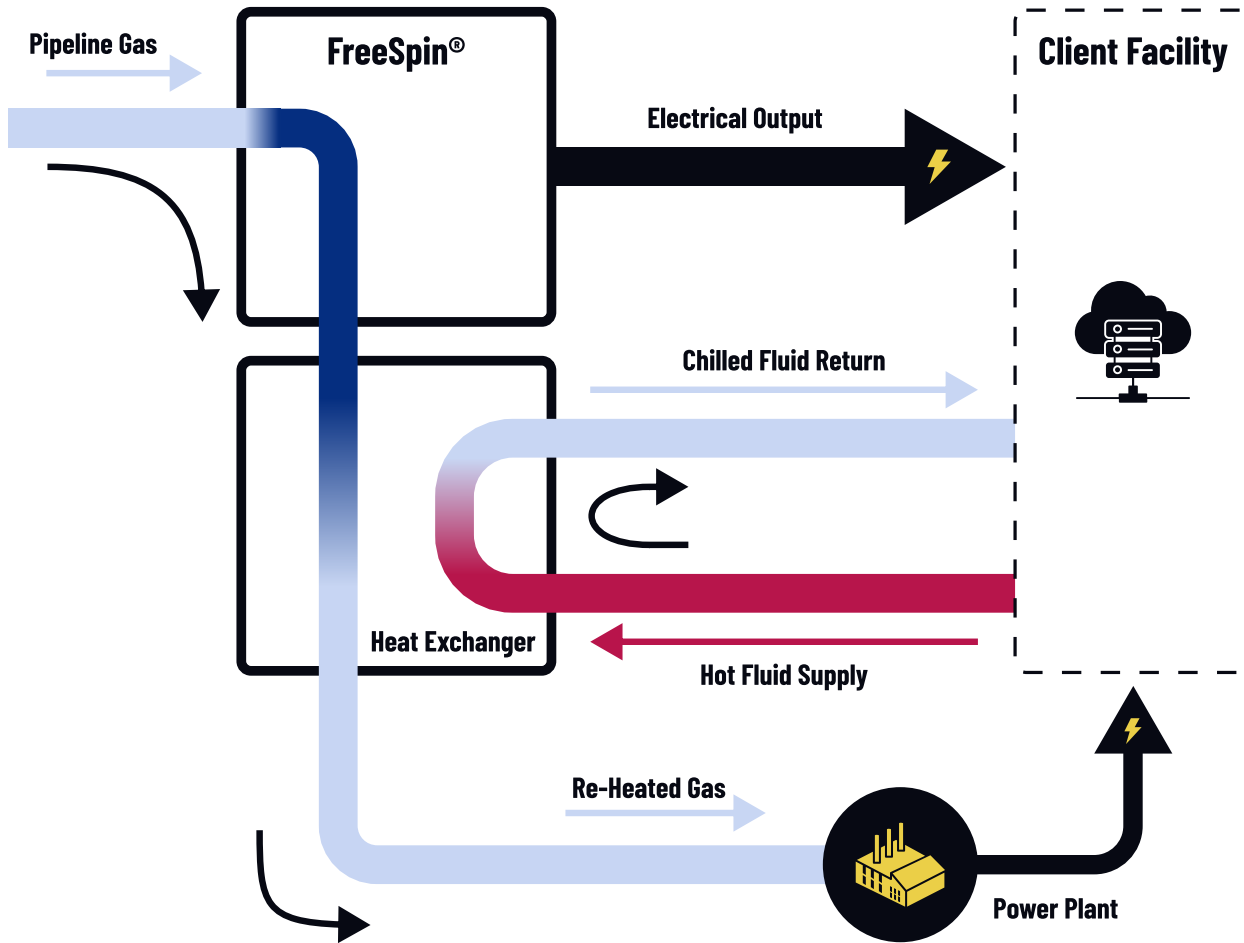 Pipeline Gas
FreeSpin®
Client Facility
Electrical Output
Chilled Fluid Return
Heat Exchanger
Hot Fluid Supply
Re-Heated Gas
Power Plant